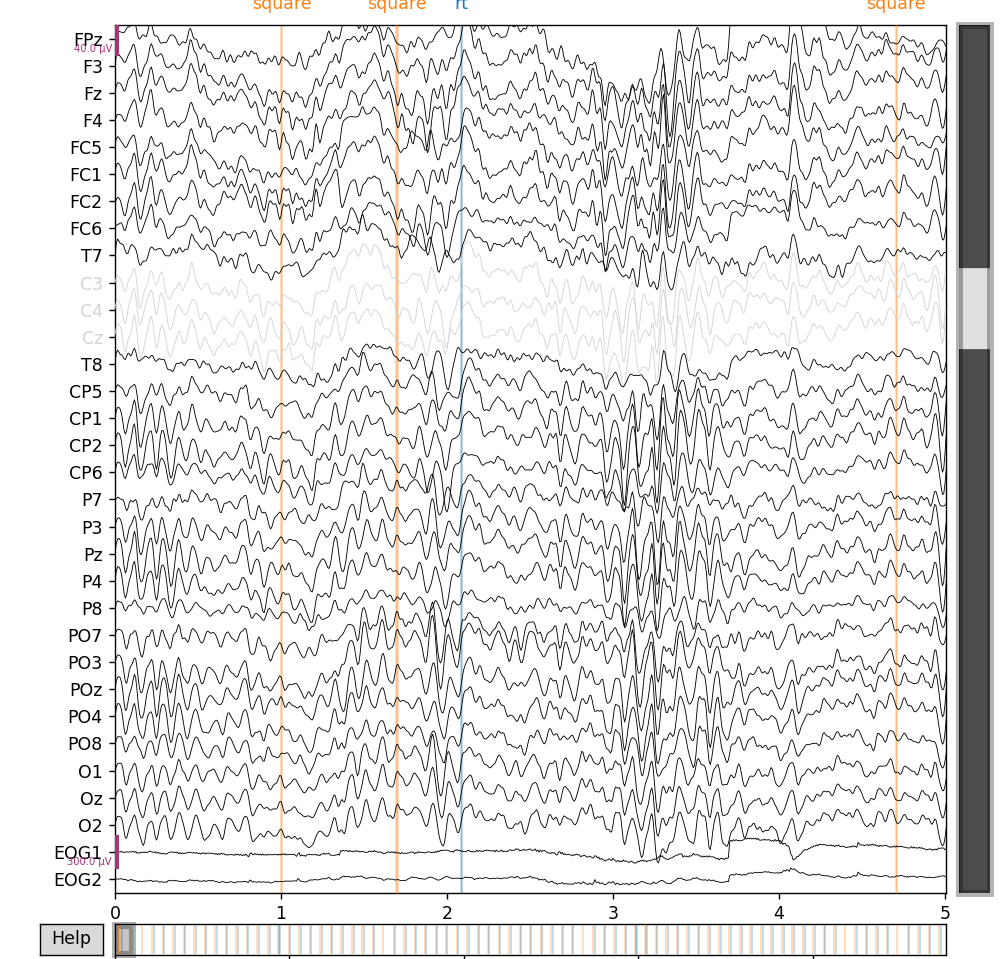 square square rt square
FPz
40.0 µV
F3
Fz
F4
FC5
FC1
FC2
FC6
T7
C3
C4
Cz
T8
CP5
CP1
CP2
CP6
P7
P3
Pz
P4
P8
PO7
PO3
POz
PO4
PO8
O1
Oz
O2
EOG1
300.0 µV
EOG2
0 1 2 3 4 5
Help